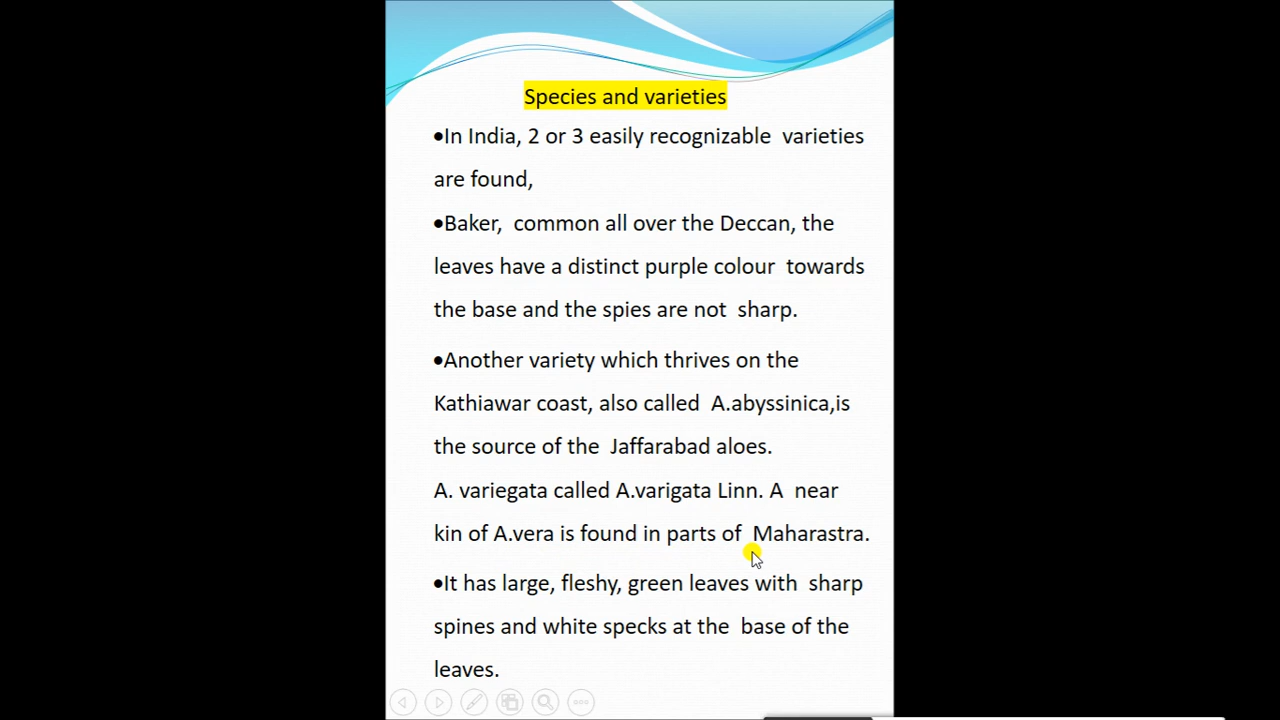 Species and varieties
•In India, 2 or 3 easily recognizable varieties
are found,
•Baker, common all over the Deccan, the
leaves have a distinct purple colour towards
the base and the spies are not sharp.
•Another variety which thrives on the
Kathiawar coast, also called A.abyssinica,is
the source of the Jaffarabad aloes.
A. variegata called A.varigata Linn. A near
kin of A.vera is found in parts of Maharastra.
•It has large, fleshy, green leaves with sharp
spines and white specks at the base of the
leaves.